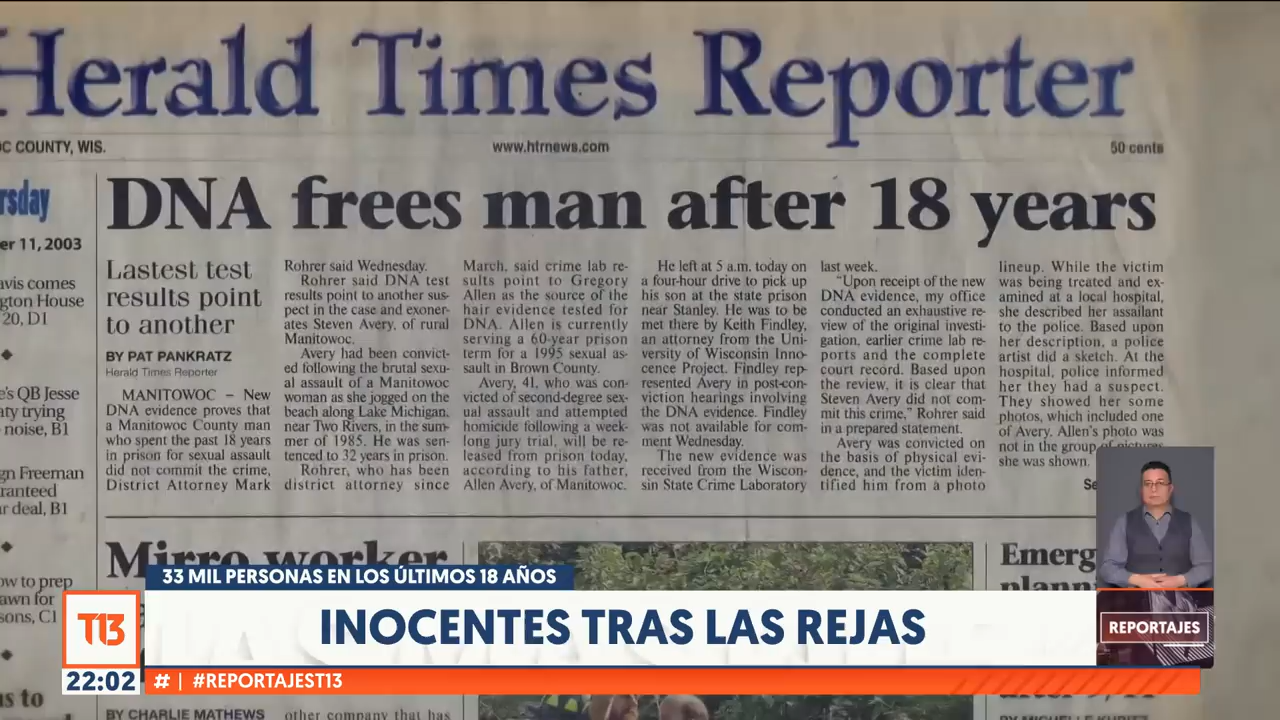 Herald Times Reporter
COUNTY, WIS.
www.htrnews.com
50 cents
rsday
er 11, 2003
avis comes
gton House
20, D1
e's QB Jesse
aty trying
noise, B1
gn Freeman
ranteed
ar deal, B1
ow to prep
awn for
sons, C1
us to
DNA frees man after 18 years
Lastest test
results point
to another
BY PAT PANKRATZ
Herald Times Reporter
MANITOWOC – New
DNA evidence proves that
a Manitowoc County man
who spent the past 18 years
in prison for sexual assault
did not commit the crime,
District Attorney Mark
Rohrer said Wednesday.
Rohrer said DNA test
results point to another sus-
pect in the case and exoner-
ates Steven Avery, of rural
Manitowoc.
Avery had been convict-
ed following the brutal sexu-
al assault of a Manitowoc
woman as she jogged on the
beach along Lake Michigan,
near Two Rivers, in the sum-
mer of 1985. He was sen-
tenced to 32 years in prison.
Rohrer, who has been
district attorney since
March, said crime lab re-
sults point to Gregory
Allen as the source of the
hair evidence tested for
DNA. Allen is currently
serving a 60-year prison
term for a 1995 sexual as-
sault in Brown County.
Avery, 41, who was con-
victed of second-degree sex-
ual assault and attempted
homicide following a week-
long jury trial, will be re-
leased from prison today,
according to his father,
Allen Avery, of Manitowoc.
He left at 5 a.m. today on
a four-hour drive to pick up
his son at the state prison
near Stanley. He was to be
met there by Keith Findley,
an attorney from the Uni-
versity of Wisconsin Inno-
cence Project. Findley rep-
resented Avery in post-con-
viction hearings involving
the DNA evidence. Findley
was not available for com-
ment Wednesday.
The new evidence was
received from the Wiscon-
sin State Crime Laboratory
last week.
"Upon receipt of the new
DNA evidence, my office
conducted an exhaustive re-
view of the original investi-
gation, earlier crime lab re-
ports and the complete
court record. Based upon
the review, it is clear that
Steven Avery did not com-
mit this crime," Rohrer said
in a prepared statement.
Avery was convicted on
the basis of physical evi-
dence, and the victim iden-
tified him from a photo
lineup. While the victim
was being treated and ex-
amined at a local hospital,
she described her assailant
to the police. Based upon
her description, a police
artist did a sketch. At the
hospital, police informed
her they had a suspect.
They showed her some
photos, which included one
of Avery. Allen's photo was
not in the group of pictures
she was shown.
Se
Mirro worker
Emerg
plann
BY CHARLIE MATHEWS
other company that has
33 MIL PERSONAS EN LOS ÚLTIMOS 18 AÑOS
INOCENTES TRAS LAS REJAS
T13
22:02
# | #REPORTAJEST13
REPORTAJES